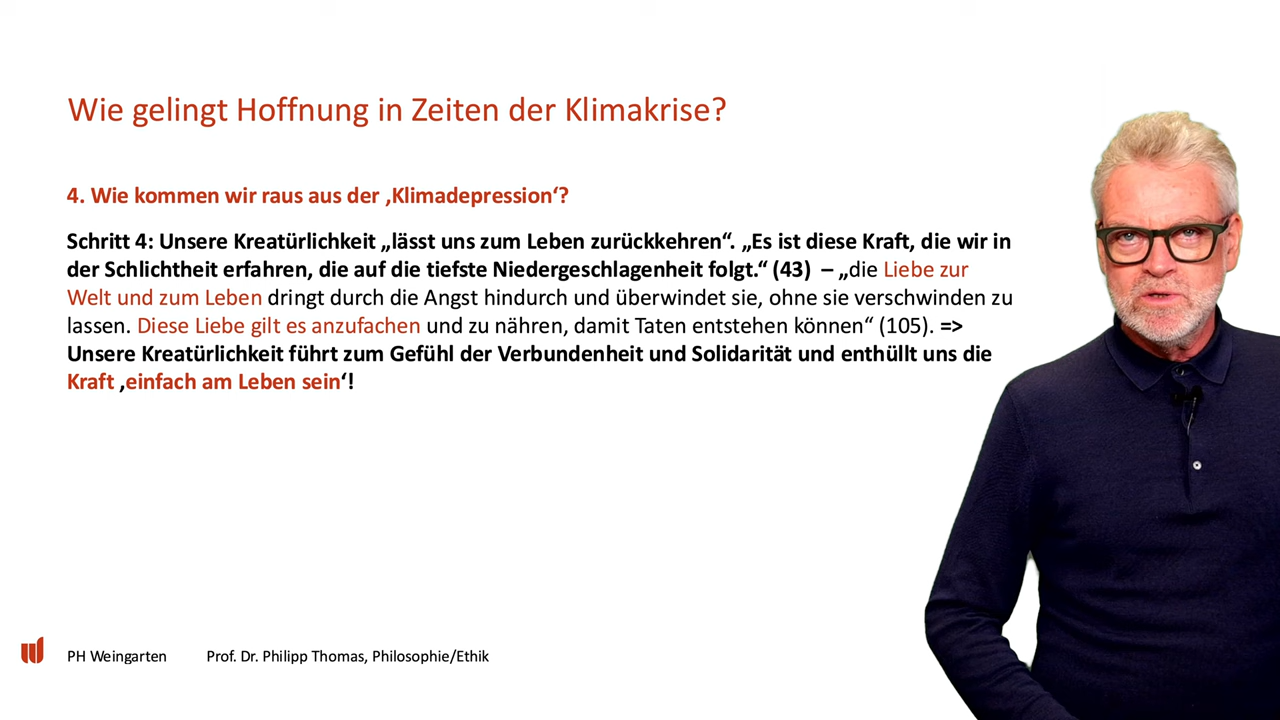 Wie gelingt Hoffnung in Zeiten der Klimakrise?
4. Wie kommen wir raus aus der ‚Klimadepression‘?
Schritt 4: Unsere Kreatürlichkeit „lässt uns zum Leben zurückkehren“. „Es ist diese Kraft, die wir in
der Schlichtheit erfahren, die auf die tiefste Niedergeschlagenheit folgt.“ (43) – „die Liebe zur
Welt und zum Leben dringt durch die Angst hindurch und überwindet sie, ohne sie verschwinden zu
lassen. Diese Liebe gilt es anzufachen und zu nähren, damit Taten entstehen können“ (105). =>
Unsere Kreatürlichkeit führt zum Gefühl der Verbundenheit und Solidarität und enthüllt uns die
Kraft ‚einfach am Leben sein‘!
PH Weingarten Prof. Dr. Philipp Thomas, Philosophie/Ethik